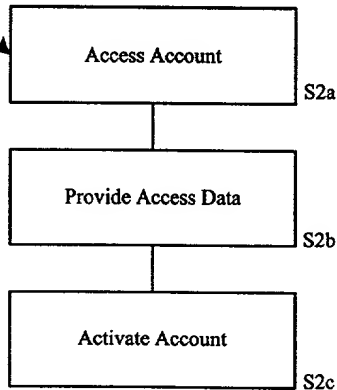 Access Account
S2a
Provide Access Data
S2b
Activate Account
S2c